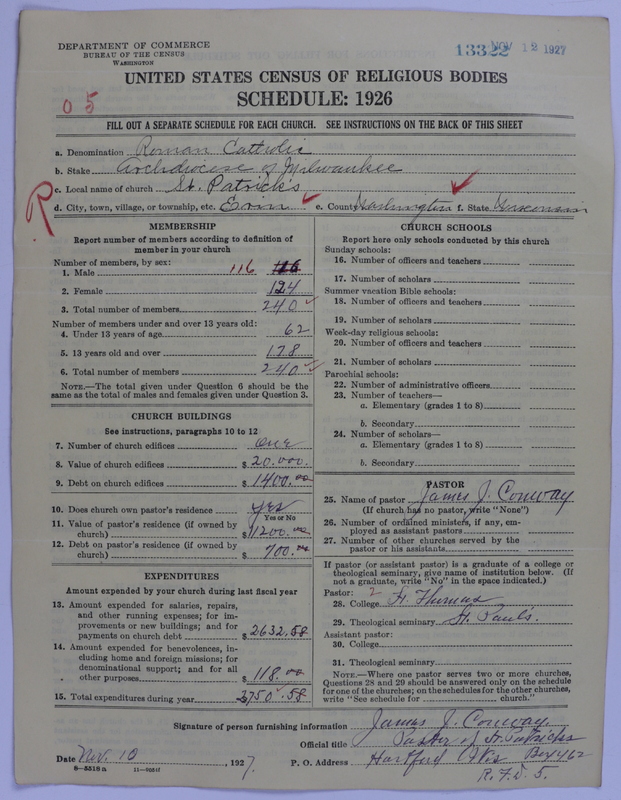 DEPARTMENT OF COMMERCE
BUREAU OF THE CENSUS
WASHINGTON
13322 NOV 12 1927
UNITED STATES CENSUS OF RELIGIOUS BODIES
SCHEDULE: 1926
05
FILL OUT A SEPARATE SCHEDULE FOR EACH CHURCH. SEE INSTRUCTIONS ON THE BACK OF THIS SHEET
a. Denomination Roman Catholic
b. Stake Archdiocese of Milwaukee
c. Local name of church St. Patrick's
R
d. City, town, village, or township, etc. Erin e. County Washington f. State Wisconsin
MEMBERSHIP
Report number of members according to definition of
member in your church
Number of members, by sex:
1. Male 116 116
2. Female 124
3. Total number of members 240
Number of members under and over 13 years old:
4. Under 13 years of age 62
5. 13 years old and over 178
6. Total number of members 240
NOTE.—The total given under Question 6 should be the
same as the total of males and females given under Question 3.
CHURCH BUILDINGS
See instructions, paragraphs 10 to 12
7. Number of church edifices One
8. Value of church edifices $20.000.
9. Debt on church edifices $1400.00
10. Does church own pastor's residence yes
Yes or No
11. Value of pastor's residence (if owned by
church) $1200.00
12. Debt on pastor's residence (if owned by
church) $700.00
EXPENDITURES
Amount expended by your church during last fiscal year
13. Amount expended for salaries, repairs,
and other running expenses; for im-
provements or new buildings; and for
payments on church debt $2632.58
14. Amount expended for benevolences, in-
cluding home and foreign missions; for
denominational support; and for all
other purposes $118.00
15. Total expenditures during year 2750.58
CHURCH SCHOOLS
Report here only schools conducted by this church
Sunday schools:
16. Number of officers and teachers
17. Number of scholars
Summer vacation Bible schools:
18. Number of officers and teachers
19. Number of scholars
Week-day religious schools:
20. Number of officers and teachers
21. Number of scholars
Parochial schools:
22. Number of administrative officers
23. Number of teachers—
a. Elementary (grades 1 to 8)
b. Secondary
24. Number of scholars—
a. Elementary (grades 1 to 8)
b. Secondary
PASTOR
25. Name of pastor James J. Conway
(If church has no pastor, write "None")
26. Number of ordained ministers, if any, em-
ployed as assistant pastors
27. Number of other churches served by the
pastor or his assistants
If pastor (or assistant pastor) is a graduate of a college or
theological seminary, give name of institution below. (If
not a graduate, write "No" in the space indicated.)
Pastor: 2
28. College St. Thomas
29. Theological seminary St. Paul's.
Assistant pastor:
30. College
31. Theological seminary
NOTE.—Where one pastor serves two or more churches,
Questions 28 and 29 should be answered only on the schedule
for one of the churches; on the schedules for the other churches,
write "See schedule for church."
Signature of person furnishing information James J. Conway.
Official title Pastor of St. Patricks
Date Nov. 10, 1927. P. O. Address Hartford Wis Box 462
8—5518a 11—9051
R.F.D. 5.